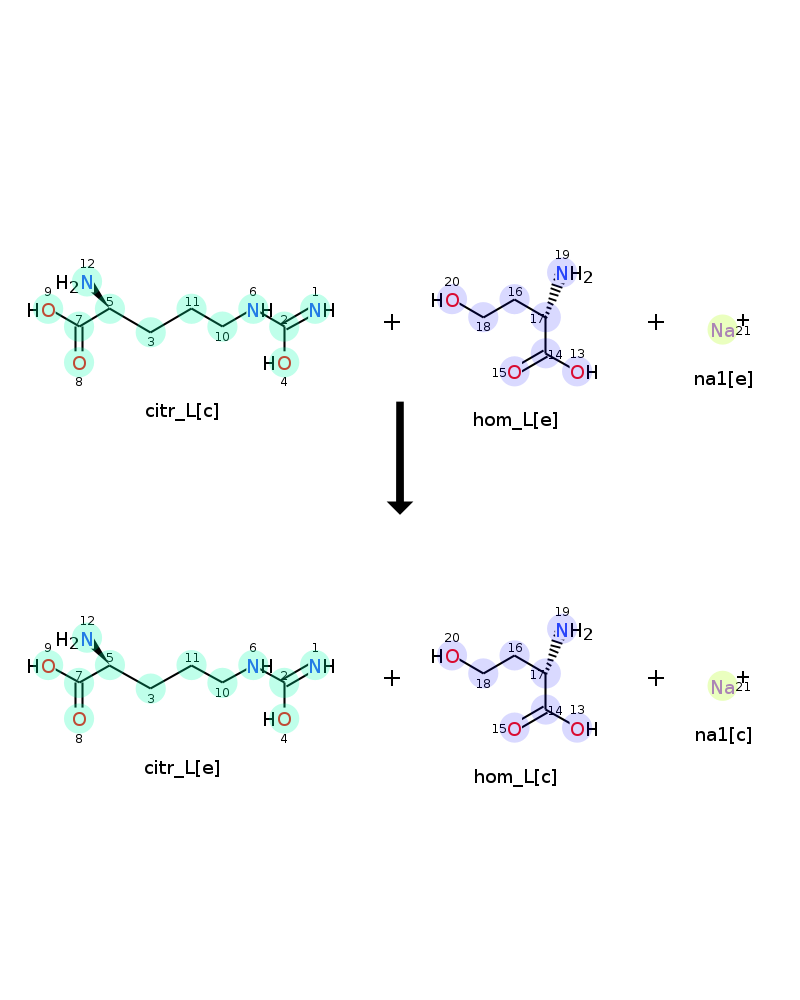 12 19
9 H₂N 5 11 6 1 20 16 NH₂
HO 7 NH 2 NH HO 17 Na⁺ 21
3 10 18 14 13
O OH HO 15 O
8 4 na1[e]
citr_L[c] + hom_L[e] +
12 19
9 H₂N 5 11 6 1 20 16 NH₂
HO 7 NH 2 NH HO 17 Na⁺ 21
3 10 18 14 13
O HO 15 O OH
8 4 na1[c]
citr_L[e] + hom_L[c] +